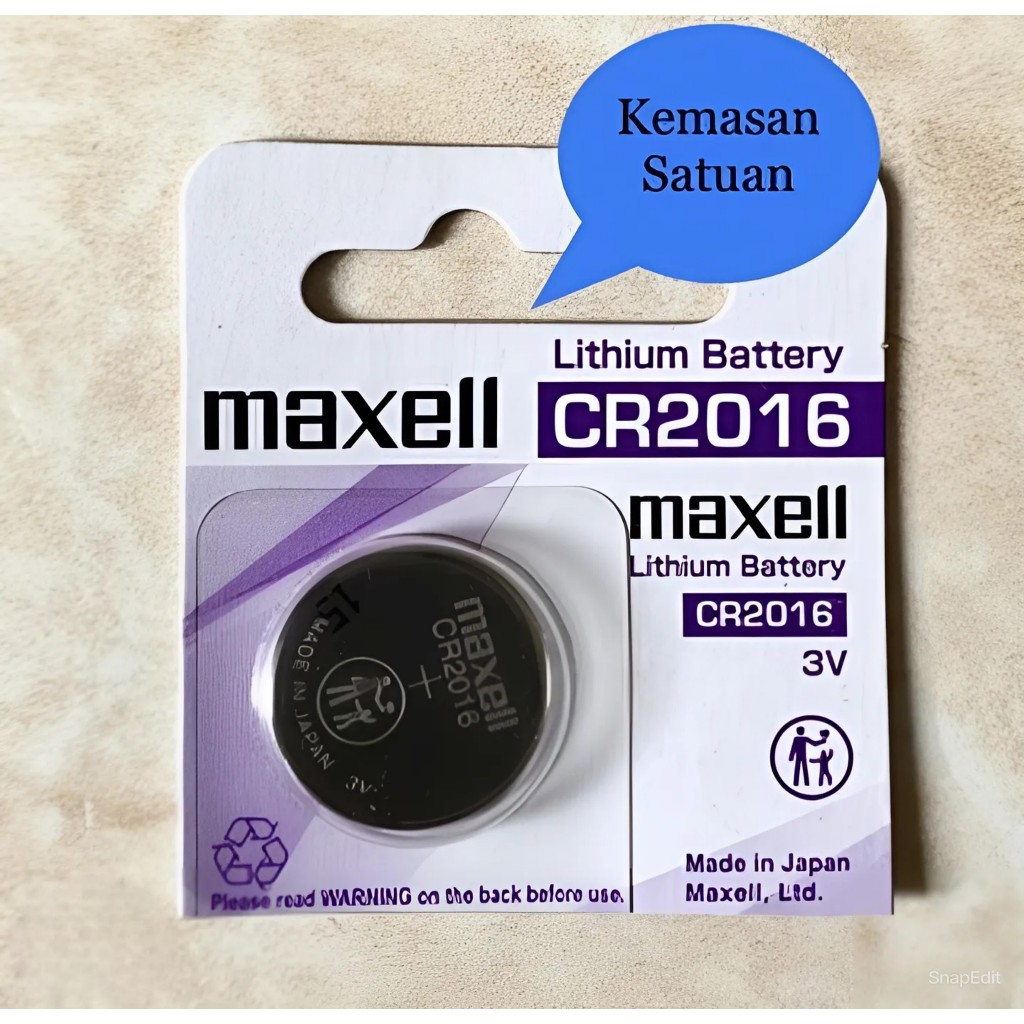 Kemasan
Satuan
Lithium Battery
maxell
CR2016
maxell
Lithium Battery
CR2016
3V
15
maxell
CR2016
+
MADE IN JAPAN 3V
Made in Japan
Maxell, Ltd.
Please read WARNING on the back before use.
SnapEdit